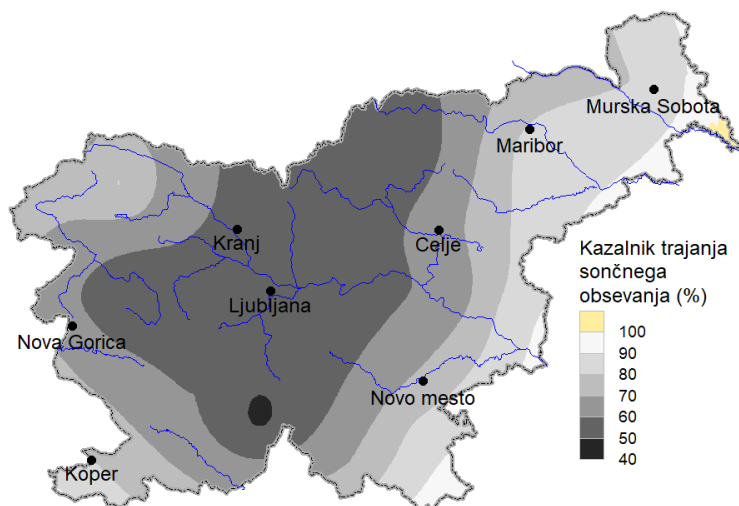 Murska Sobota
Maribor
Kranj
Celje
Ljubljana
Nova Gorica
Novo mesto
Koper
Kazalnik trajanja
sončnega
obsevanja (%)
100
90
80
70
60
50
40